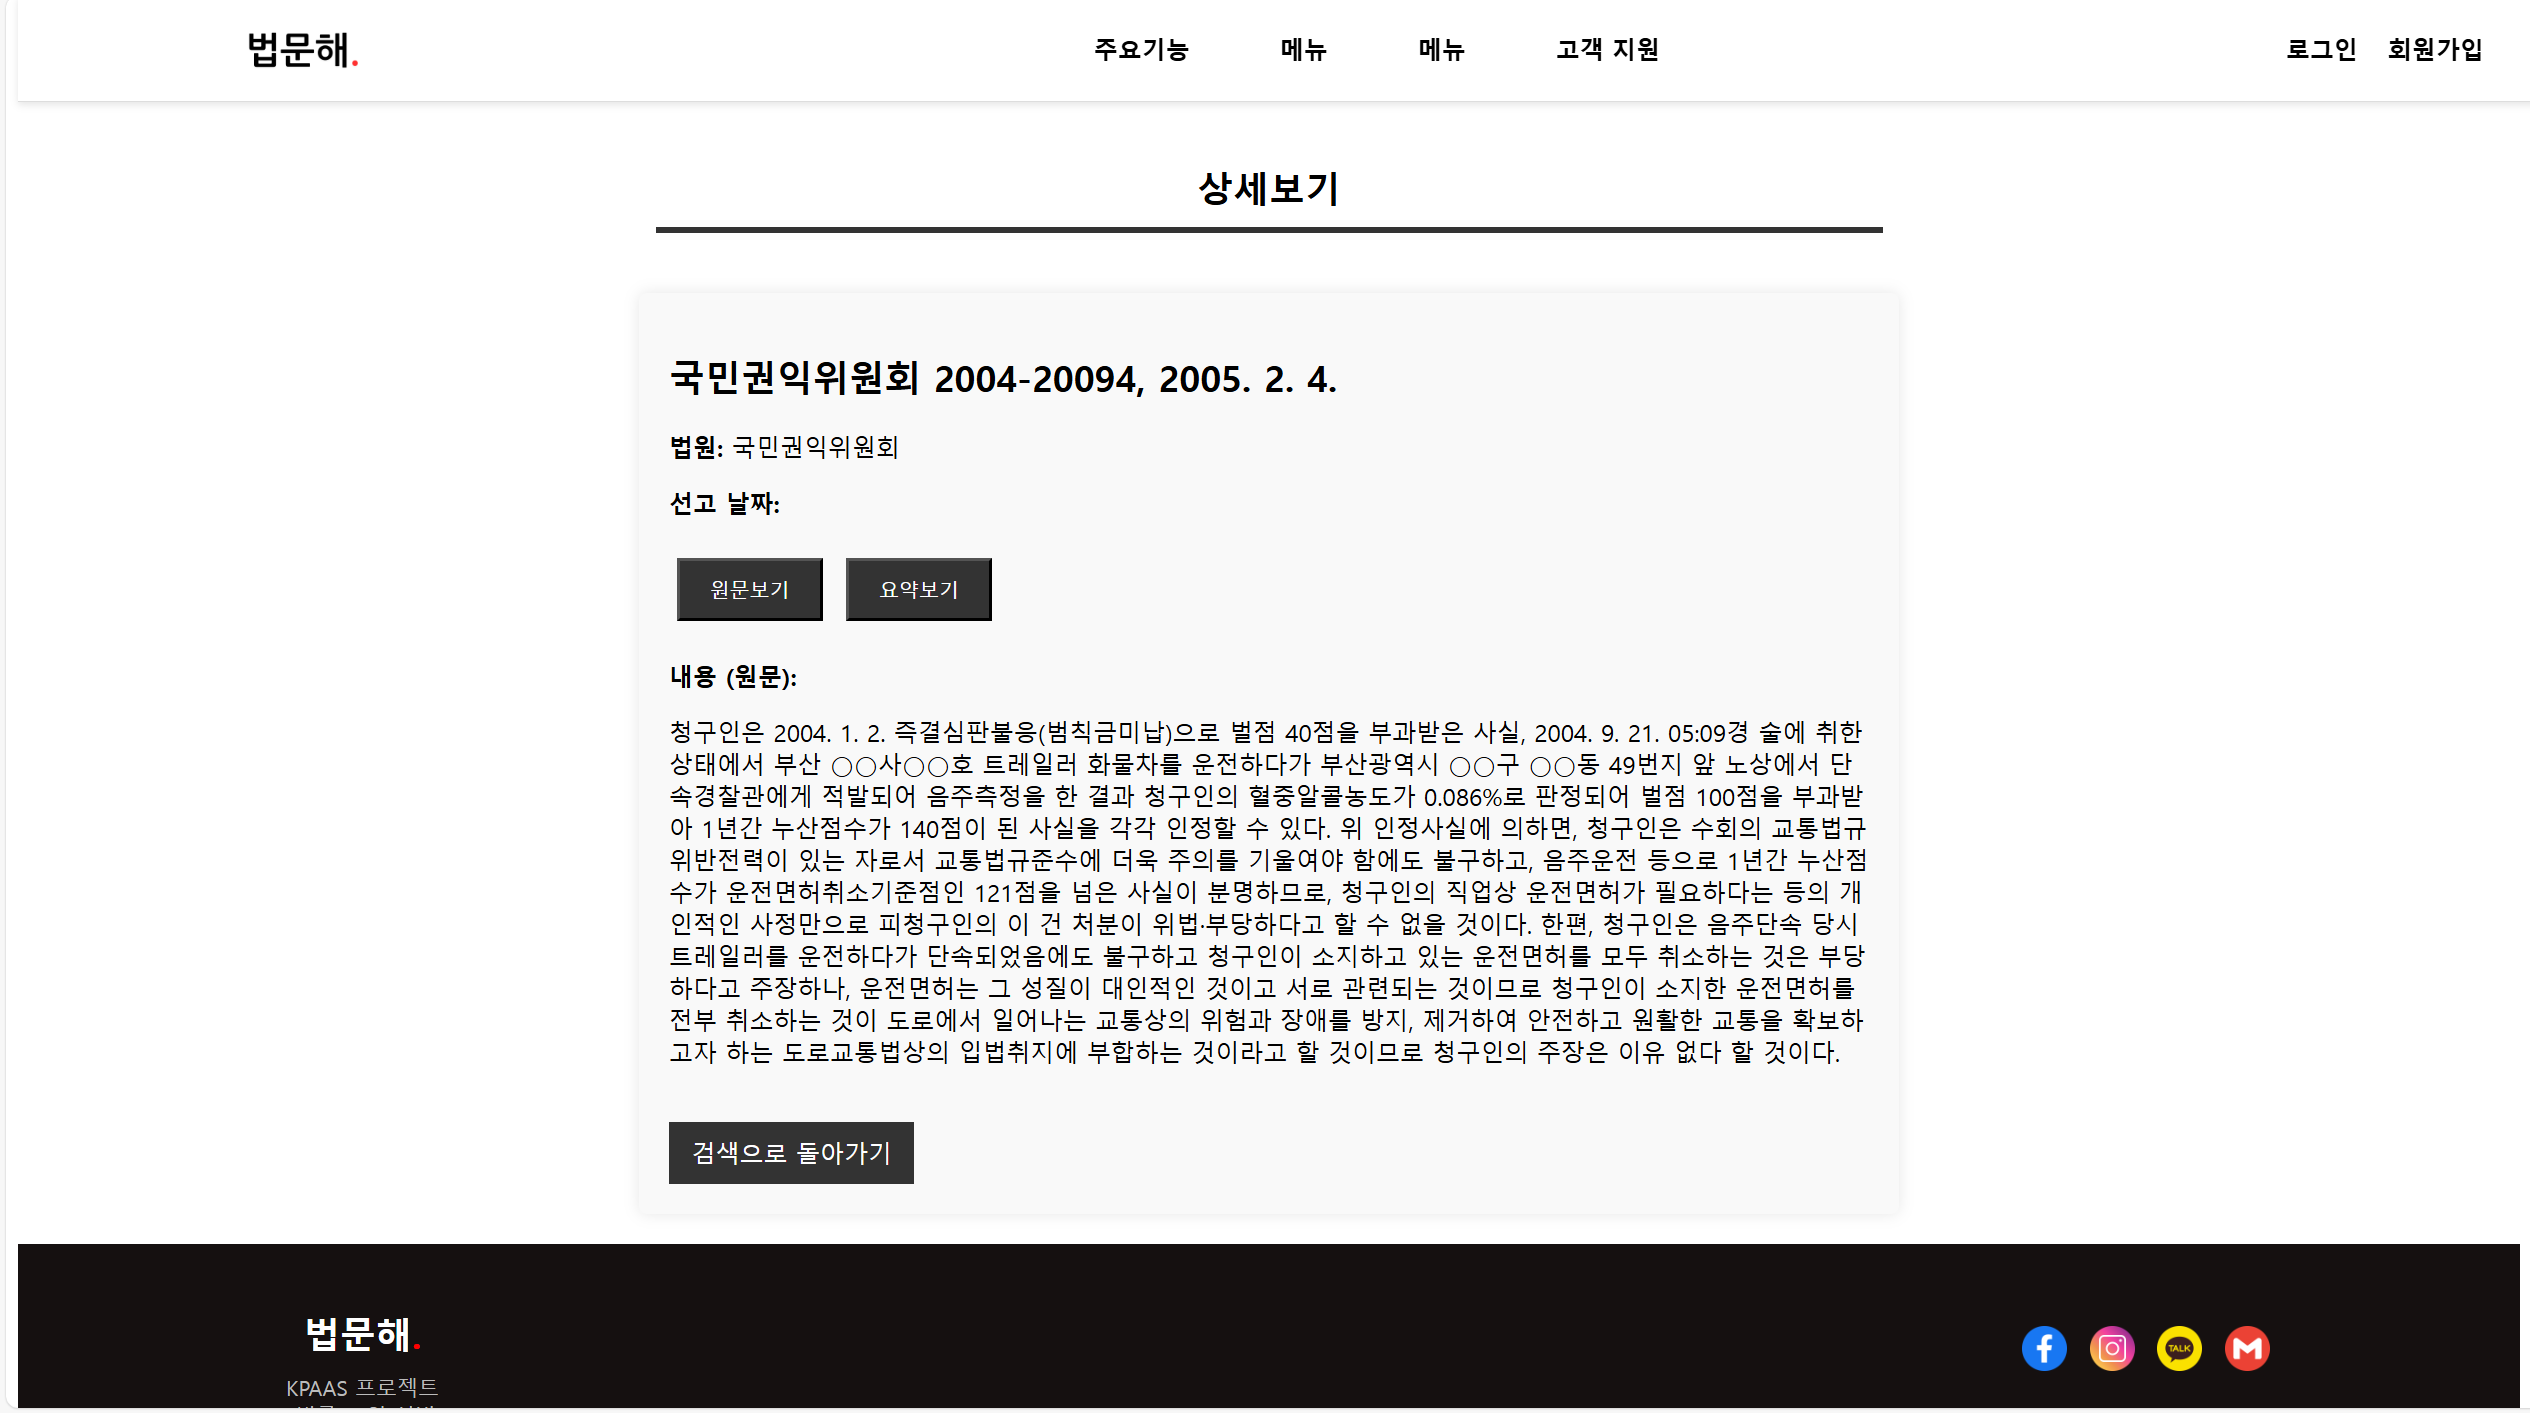 법문해.
주요기능 메뉴 메뉴 고객 지원
로그인 회원가입
상세보기
국민권익위원회 2004-20094, 2005. 2. 4.
법원: 국민권익위원회
선고 날짜:
원문보기 요약보기
내용 (원문):
청구인은 2004. 1. 2. 즉결심판불응(범칙금미납)으로 벌점 40점을 부과받은 사실, 2004. 9. 21. 05:09경 술에 취한
상태에서 부산 ○○사○○호 트레일러 화물차를 운전하다가 부산광역시 ○○구 ○○동 49번지 앞 노상에서 단
속경찰관에게 적발되어 음주측정을 한 결과 청구인의 혈중알콜농도가 0.086%로 판정되어 벌점 100점을 부과받
아 1년간 누산점수가 140점이 된 사실을 각각 인정할 수 있다. 위 인정사실에 의하면, 청구인은 수회의 교통법규
위반전력이 있는 자로서 교통법규준수에 더욱 주의를 기울여야 함에도 불구하고, 음주운전 등으로 1년간 누산점
수가 운전면허취소기준점인 121점을 넘은 사실이 분명하므로, 청구인의 직업상 운전면허가 필요하다는 등의 개
인적인 사정만으로 피청구인의 이 건 처분이 위법·부당하다고 할 수 없을 것이다. 한편, 청구인은 음주단속 당시
트레일러를 운전하다가 단속되었음에도 불구하고 청구인이 소지하고 있는 운전면허를 모두 취소하는 것은 부당
하다고 주장하나, 운전면허는 그 성질이 대인적인 것이고 서로 관련되는 것이므로 청구인이 소지한 운전면허를
전부 취소하는 것이 도로에서 일어나는 교통상의 위험과 장애를 방지, 제거하여 안전하고 원활한 교통을 확보하
고자 하는 도로교통법상의 입법취지에 부합하는 것이라고 할 것이므로 청구인의 주장은 이유 없다 할 것이다.
검색으로 돌아가기
법문해.
TALK
KPAAS 프로젝트